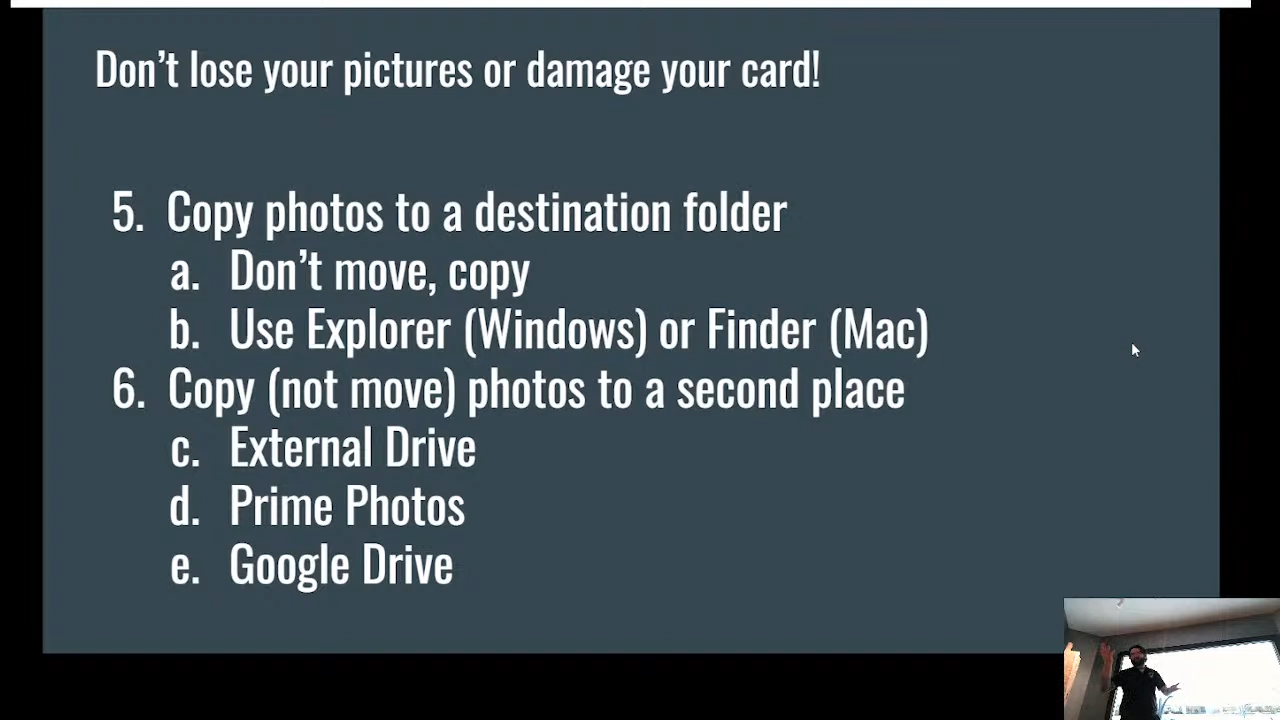 Don't lose your pictures or damage your card!
5. Copy photos to a destination folder
a. Don't move, copy
b. Use Explorer (Windows) or Finder (Mac)
6. Copy (not move) photos to a second place
c. External Drive
d. Prime Photos
e. Google Drive